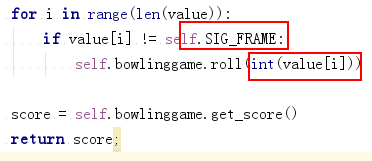 for i in range(len(value)):
if value[i] != self.SIG_FRAME:
self.bowlinggame.roll(int(value[i]))
score = self.bowlinggame.get_score()
return score;